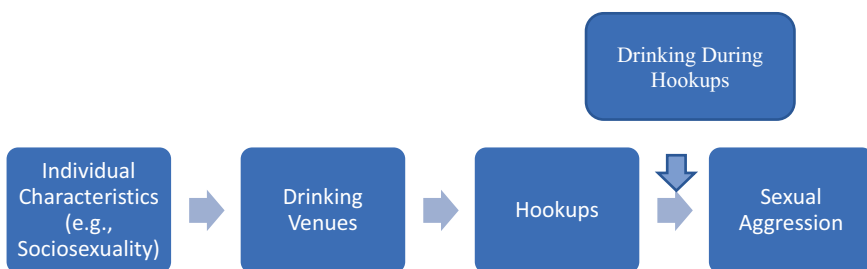 Drinking During
Hookups
Individual
Characteristics
(e.g.,
Sociosexuality)
Drinking
Venues
Hookups
Sexual
Aggression